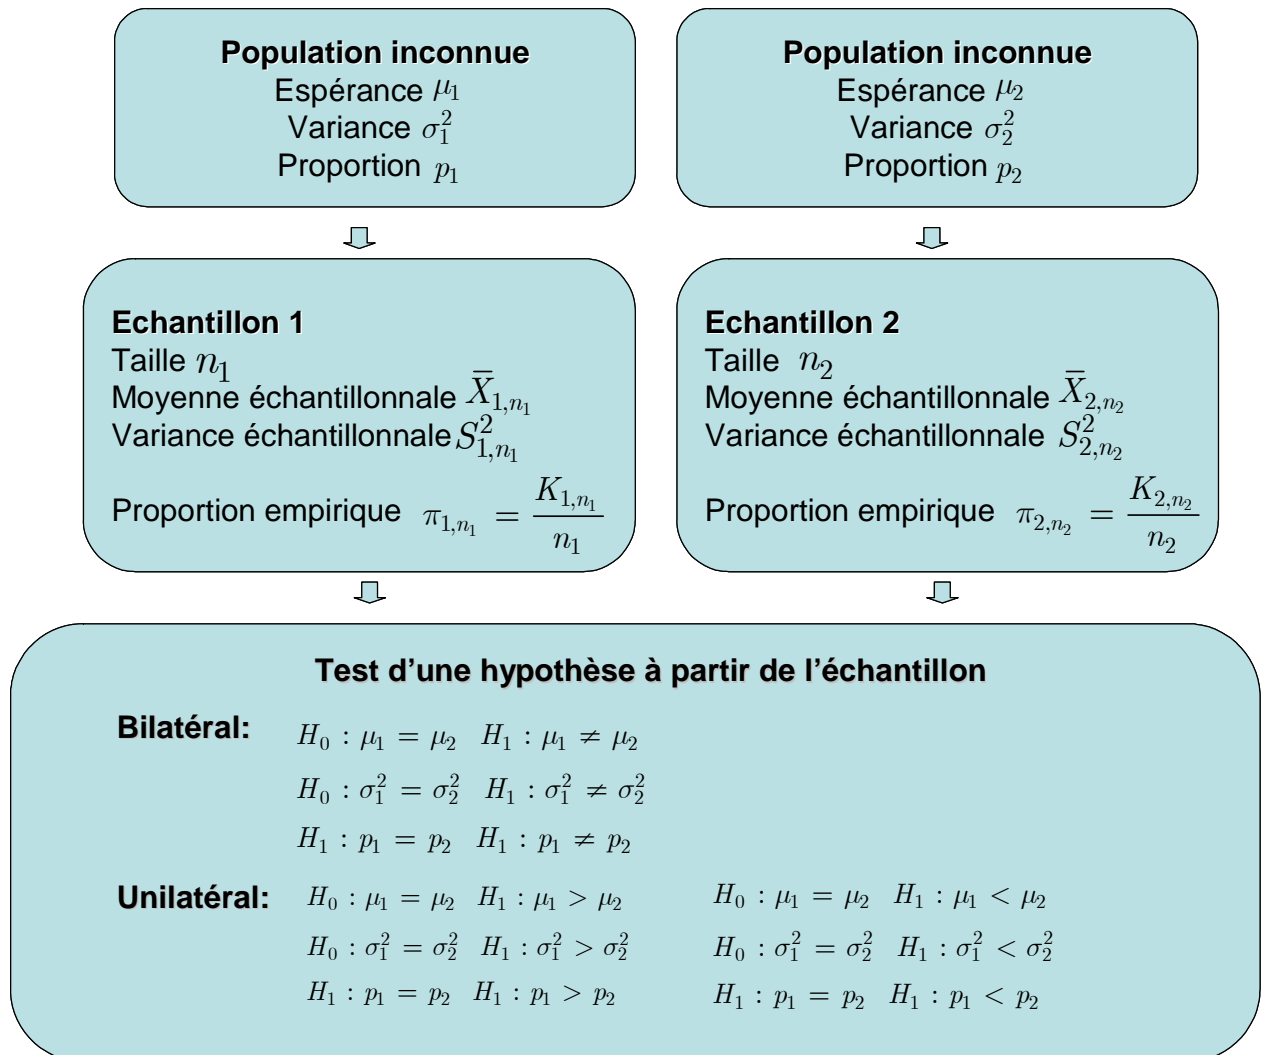 Population inconnue
Espérance μ₁
Variance σ₁²
Proportion p₁
Population inconnue
Espérance μ₂
Variance σ₂²
Proportion p₂
Echantillon 1
Taille n₁
Moyenne échantillonnale X̄₁,ₙ₁
Variance échantillonnale S²₁,ₙ₁
Proportion empirique π₁,ₙ₁ = K₁,ₙ₁ / n₁
Echantillon 2
Taille n₂
Moyenne échantillonnale X̄₂,ₙ₂
Variance échantillonnale S²₂,ₙ₂
Proportion empirique π₂,ₙ₂ = K₂,ₙ₂ / n₂
Test d’une hypothèse à partir de l’échantillon
Bilatéral: H₀ : μ₁ = μ₂ H₁ : μ₁ ≠ μ₂
H₀ : σ₁² = σ₂² H₁ : σ₁² ≠ σ₂²
H₁ : p₁ = p₂ H₁ : p₁ ≠ p₂
Unilatéral: H₀ : μ₁ = μ₂ H₁ : μ₁ > μ₂ H₀ : μ₁ = μ₂ H₁ : μ₁ < μ₂
H₀ : σ₁² = σ₂² H₁ : σ₁² > σ₂² H₀ : σ₁² = σ₂² H₁ : σ₁² < σ₂²
H₁ : p₁ = p₂ H₁ : p₁ > p₂ H₁ : p₁ = p₂ H₁ : p₁ < p₂